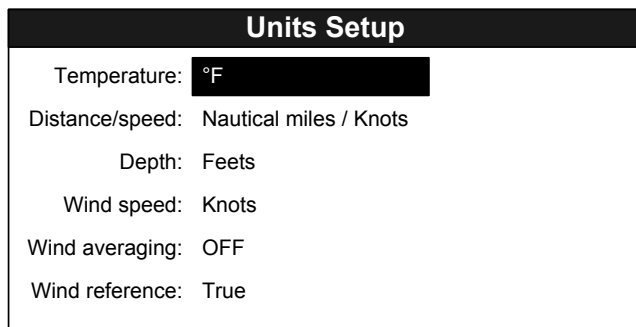 Units Setup
Temperature: °F
Distance/speed: Nautical miles / Knots
Depth: Feets
Wind speed: Knots
Wind averaging: OFF
Wind reference: True